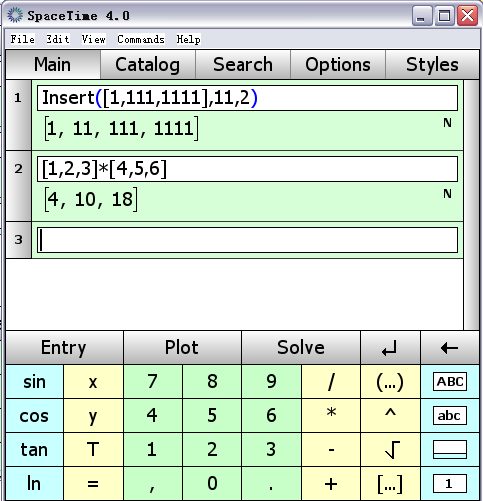 SpaceTime 4.0
File Edit View Commands Help
Main Catalog Search Options Styles
1 Insert([1,111,1111],11,2)
[1, 11, 111, 1111] N
2 [1,2,3]*[4,5,6]
[4, 10, 18] N
3
Entry Plot Solve ↵ ←
sin x 7 8 9 / (...) ABC
cos y 4 5 6 * ^ abc
tan T 1 2 3 - √
ln = , 0 . + [...] 1